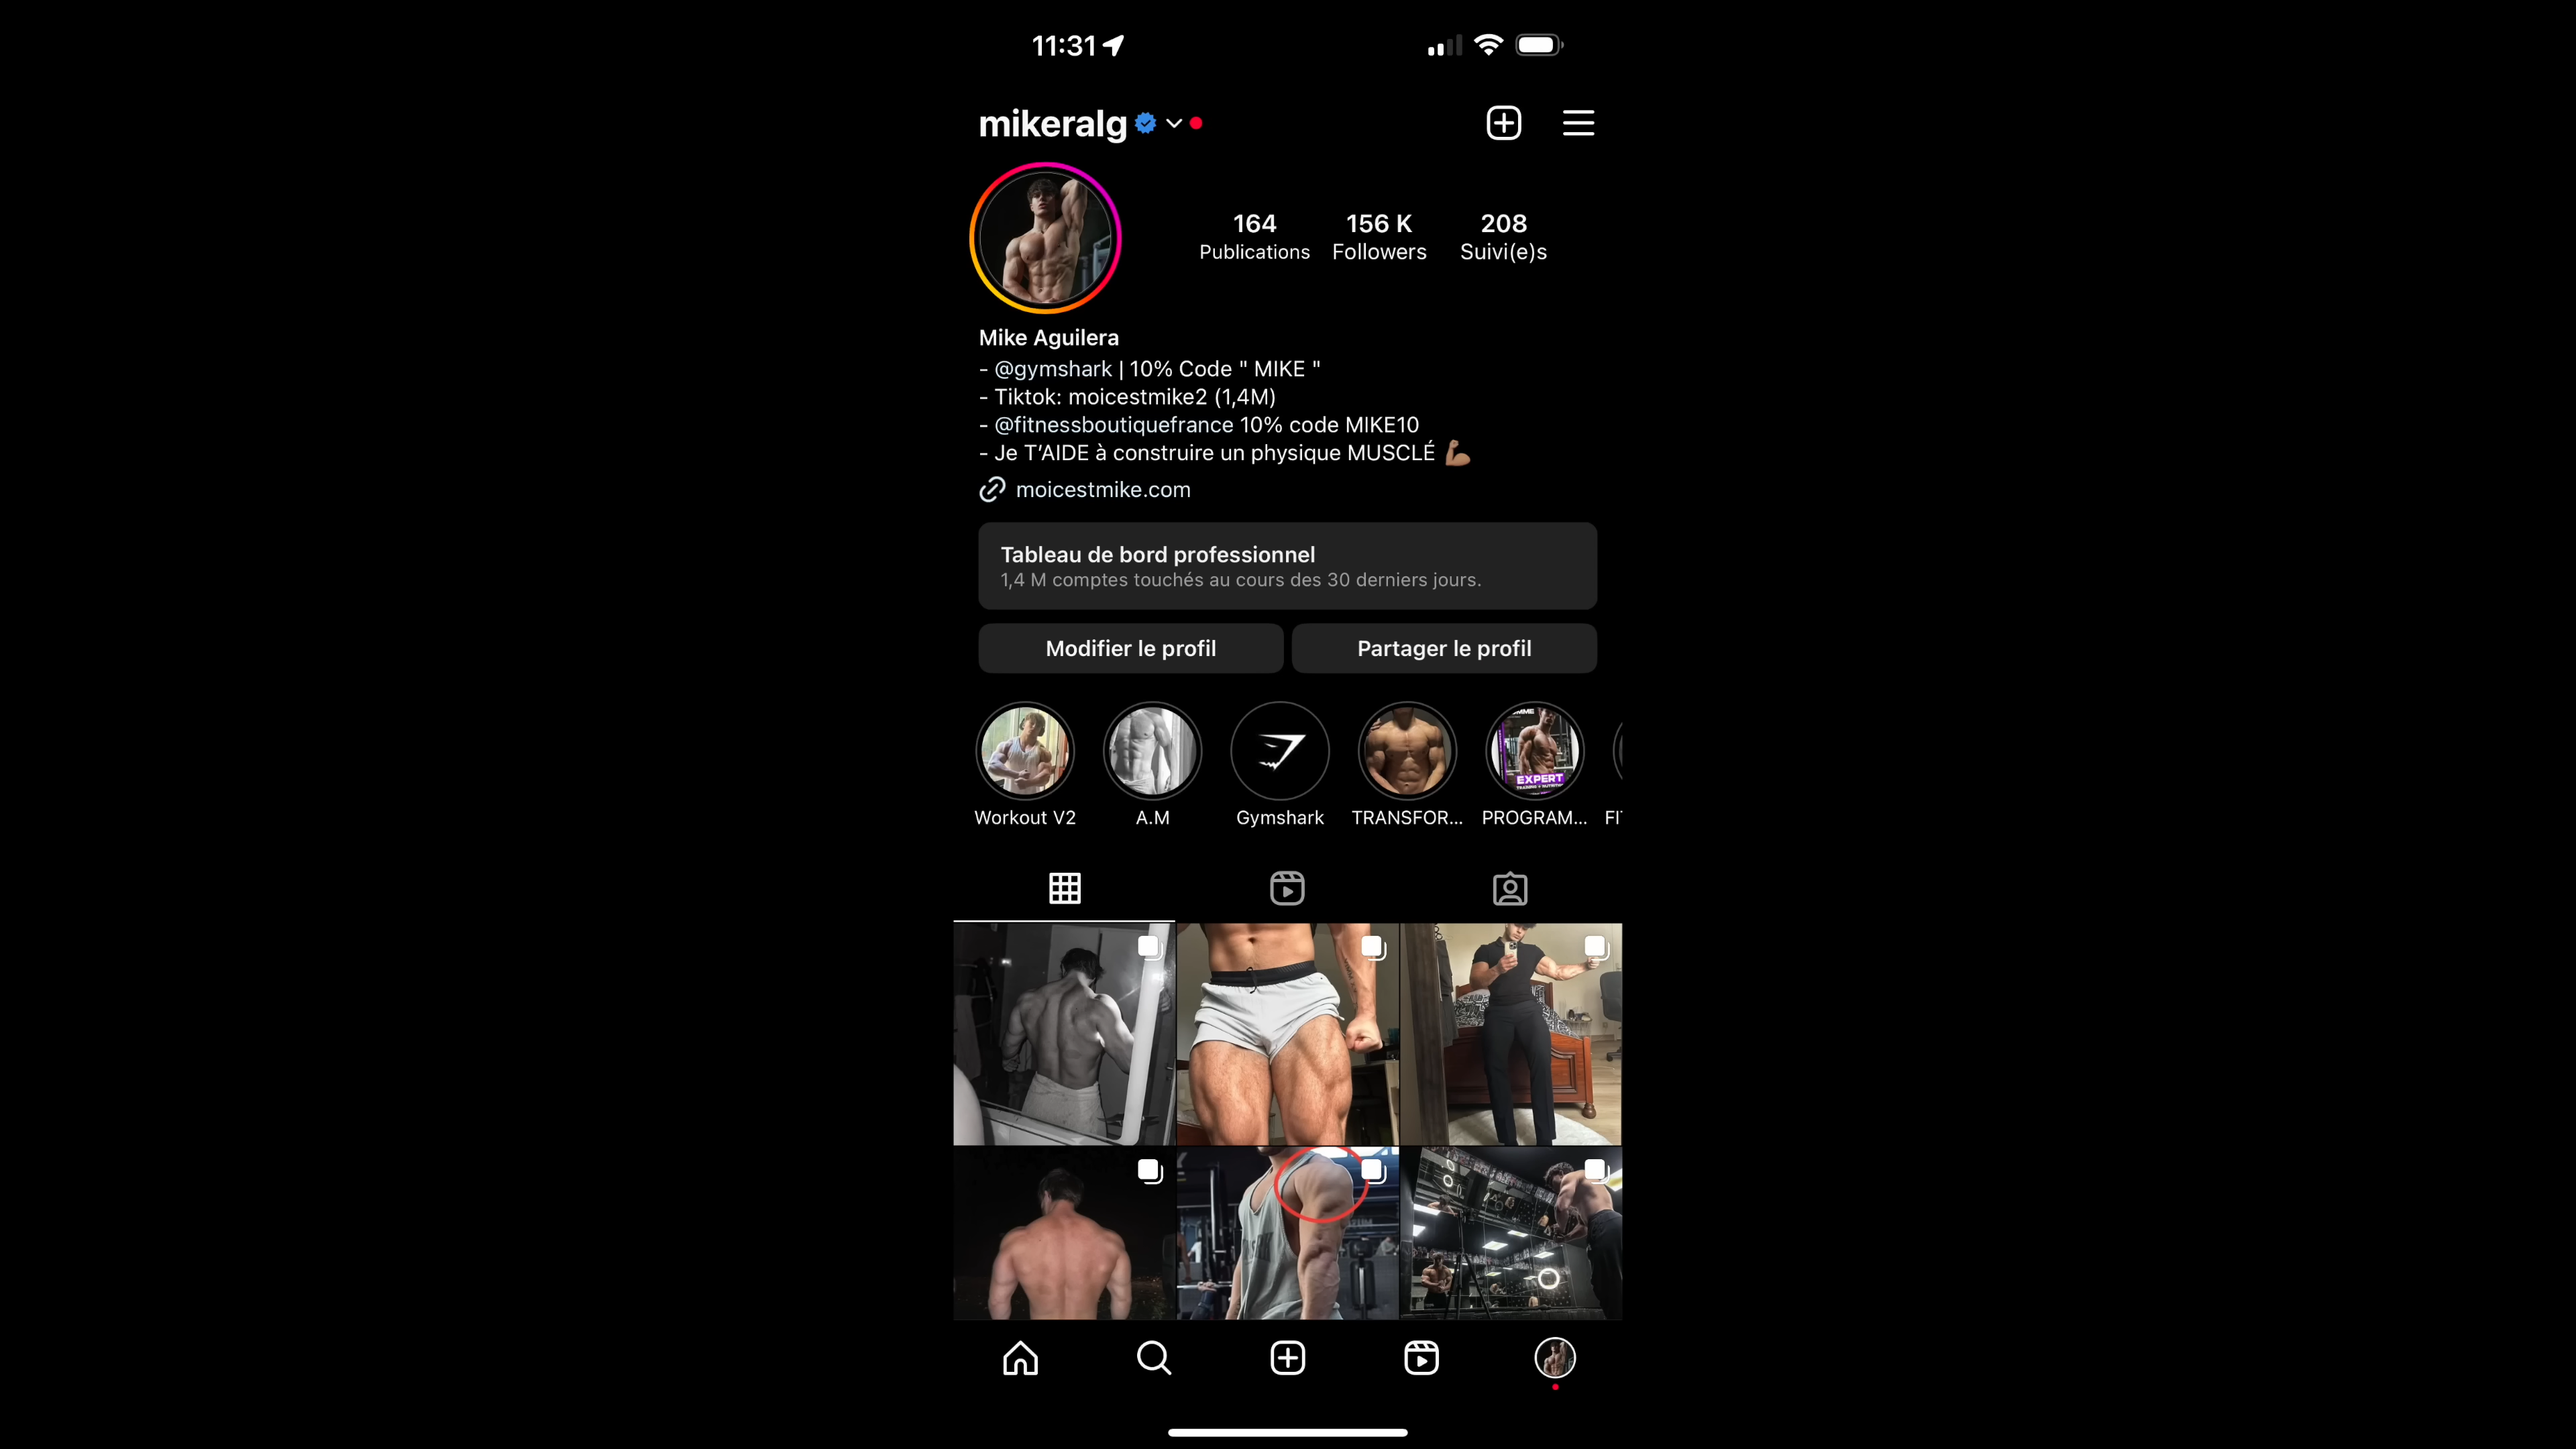 11:31
mikeralg
164 156 K 208
Publications Followers Suivi(e)s
Mike Aguilera
- @gymshark | 10% Code " MIKE "
- Tiktok: moicestmike2 (1,4M)
- @fitnessboutiquefrance 10% code MIKE10
- Je T’AIDE à construire un physique MUSCLÉ
moicestmike.com
Tableau de bord professionnel
1,4 M comptes touchés au cours des 30 derniers jours.
Modifier le profil Partager le profil
EXPERT
Workout V2 A.M Gymshark TRANSFOR... PROGRAM...